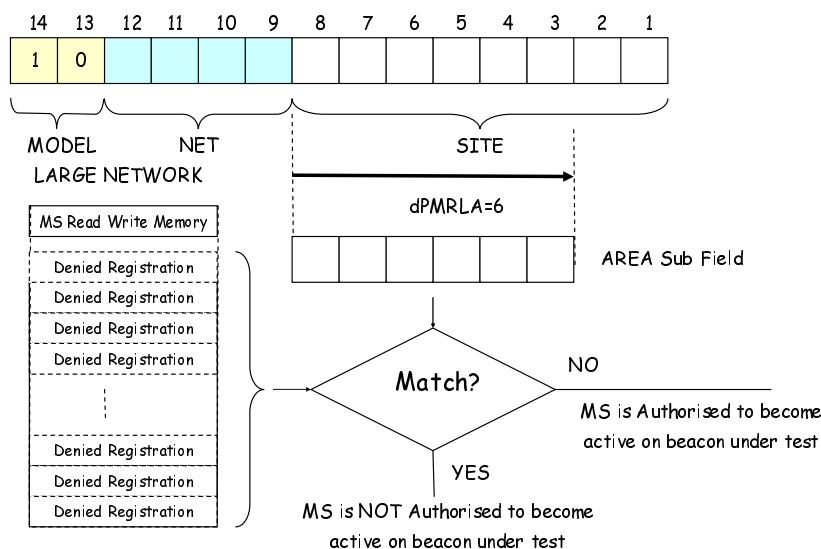 14 13 12 11 10 9 8 7 6 5 4 3 2 1
1 0
MODEL NET SITE
LARGE NETWORK
dPMRLA=6
MS Read Write Memory
AREA Sub Field
Denied Registration
Denied Registration
Denied Registration
Denied Registration
Match?
NO
MS is Authorised to become
active on beacon under test
Denied Registration
Denied Registration
Denied Registration
YES
MS is NOT Authorised to become
active on beacon under test